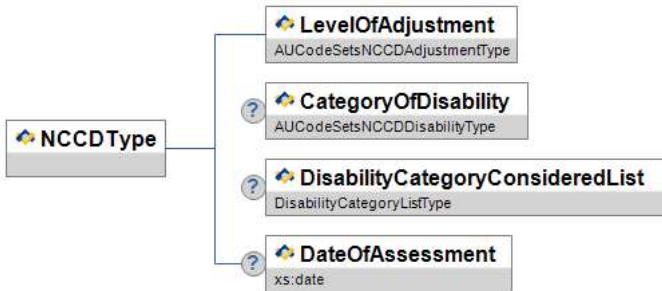 LevelOfAdjustment
AUCodeSetsNCCDAdjustmentType
? CategoryOfDisability
AUCodeSetsNCCDDisabilityType
NCCDType
? DisabilityCategoryConsideredList
DisabilityCategoryListType
? DateOfAssessment
xs:date